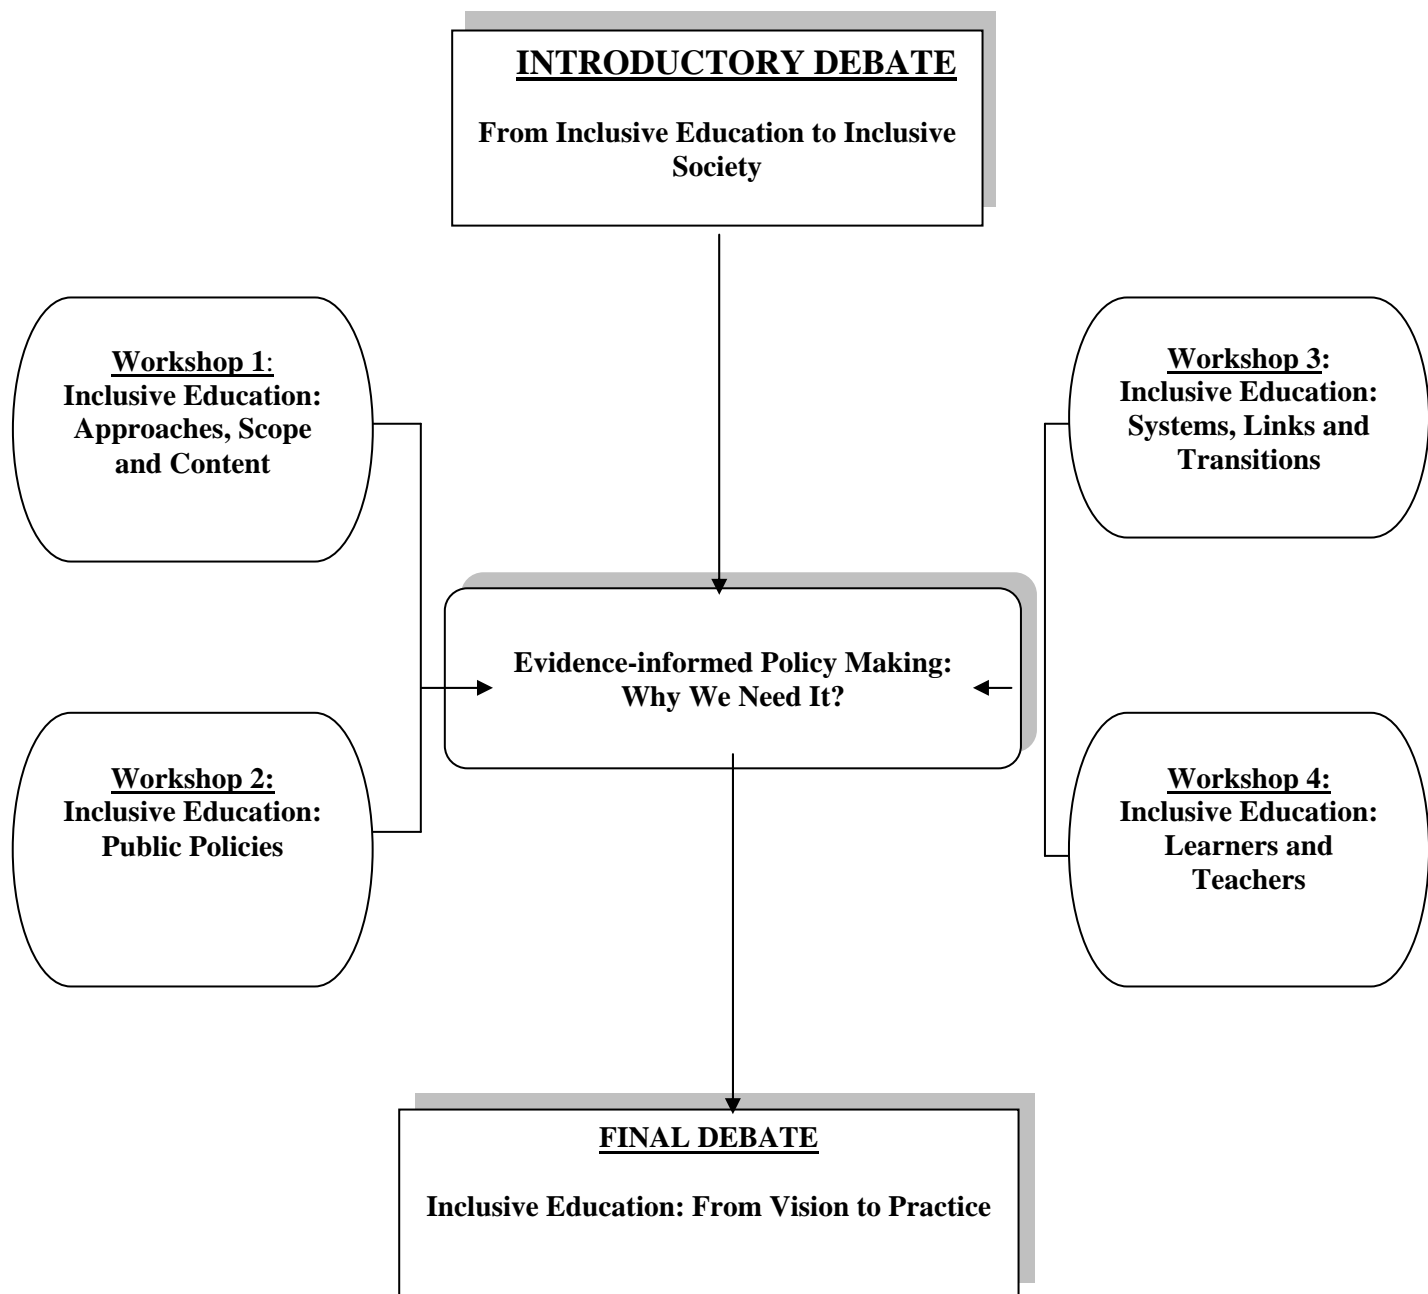 INTRODUCTORY DEBATE
From Inclusive Education to Inclusive
Society
Workshop 1:
Inclusive Education:
Approaches, Scope
and Content
Workshop 3:
Inclusive Education:
Systems, Links and
Transitions
Evidence-informed Policy Making:
Why We Need It?
Workshop 2:
Inclusive Education:
Public Policies
Workshop 4:
Inclusive Education:
Learners and
Teachers
FINAL DEBATE
Inclusive Education: From Vision to Practice